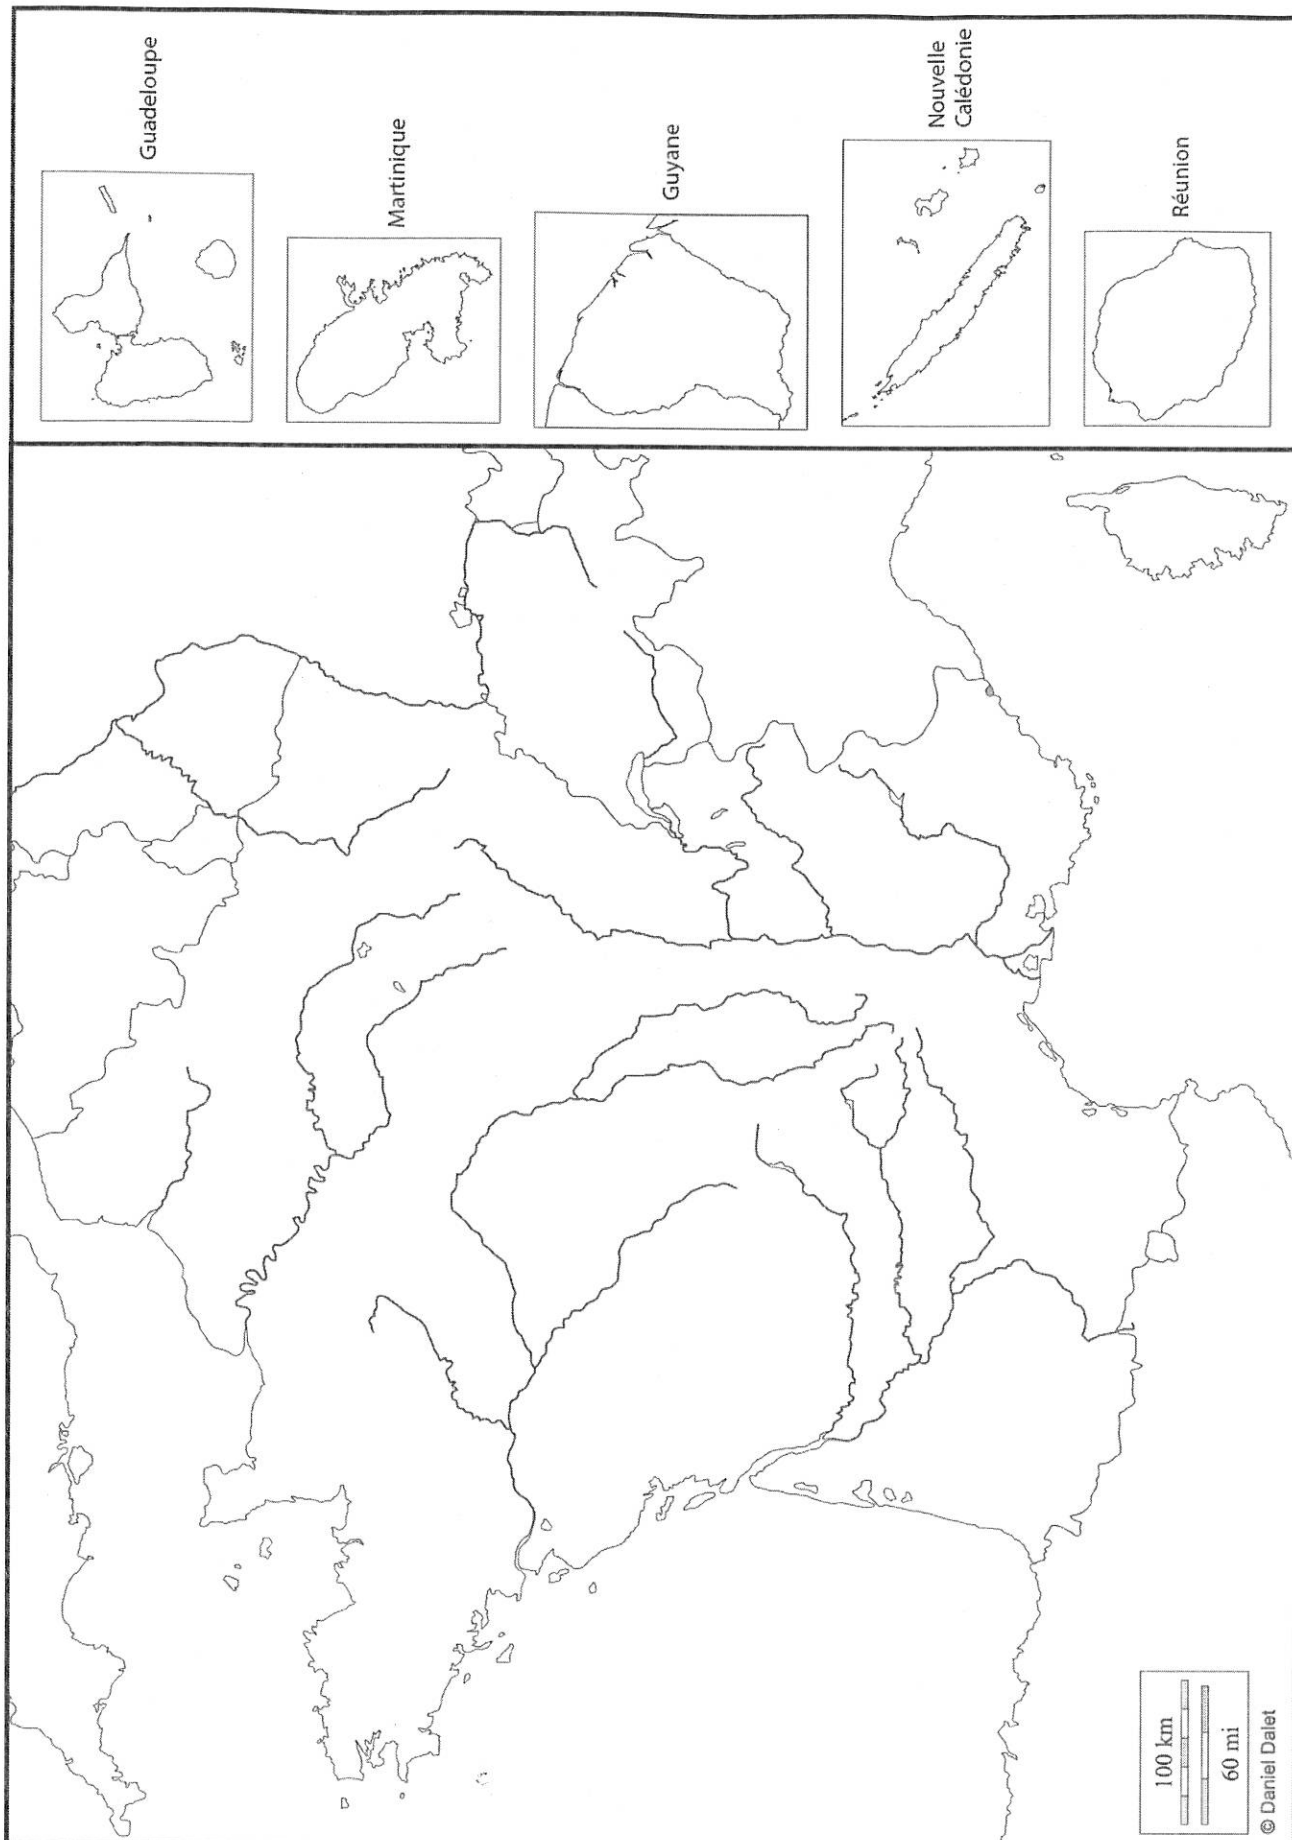 Guadeloupe
Martinique
Guyane
Nouvelle
Calédonie
Réunion
100 km
60 mi
© Daniel Dalet